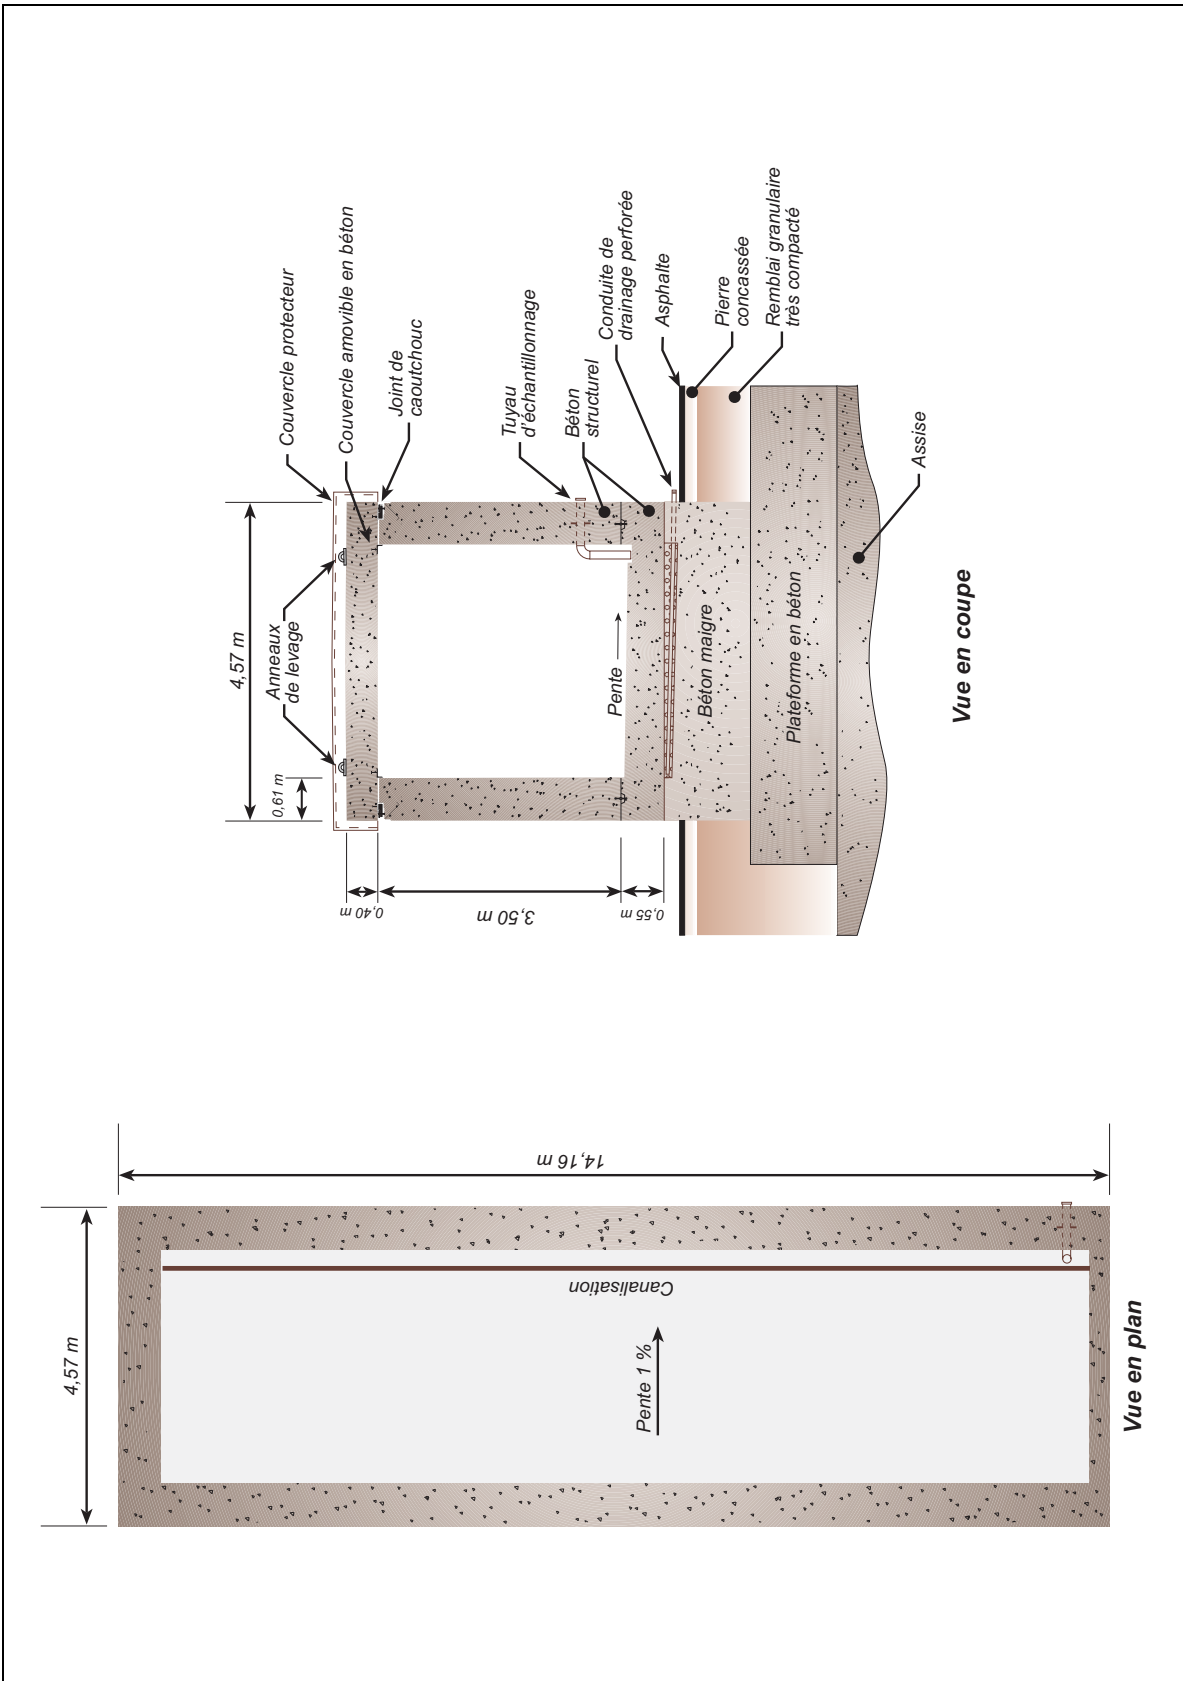 Couvercle protecteur
Couvercle amovible en béton
Joint de
caoutchouc
4,57 m
Anneaux
de levage
0,61 m
Tuyau
d'échantillonnage
Béton
structurel
Conduite de
drainage perforée
Asphalte
Pierre
concassée
Remblai granulaire
très compacté
Assise
0,40 m
3,50 m
0,55 m
Pente
Béton maigre
Plateforme en béton
Vue en coupe
4,57 m
14,16 m
Canalisation
Pente 1 %
Vue en plan